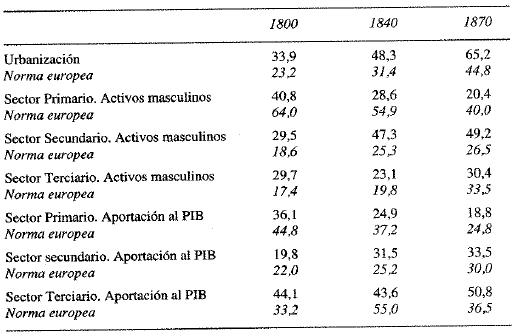 1800 1840 1870
Urbanización 33,9 48,3 65,2
Norma europea 23,2 31,4 44,8
Sector Primario. Activos masculinos 40,8 28,6 20,4
Norma europea 64,0 54,9 40,0
Sector Secundario. Activos masculinos 29,5 47,3 49,2
Norma europea 18,6 25,3 26,5
Sector Terciario. Activos masculinos 29,7 23,1 30,4
Norma europea 17,4 19,8 33,5
Sector Primario. Aportación al PIB 36,1 24,9 18,8
Norma europea 44,8 37,2 24,8
Sector secundario. Aportación al PIB 19,8 31,5 33,5
Norma europea 22,0 25,2 30,0
Sector Terciario. Aportación al PIB 44,1 43,6 50,8
Norma europea 33,2 55,0 36,5